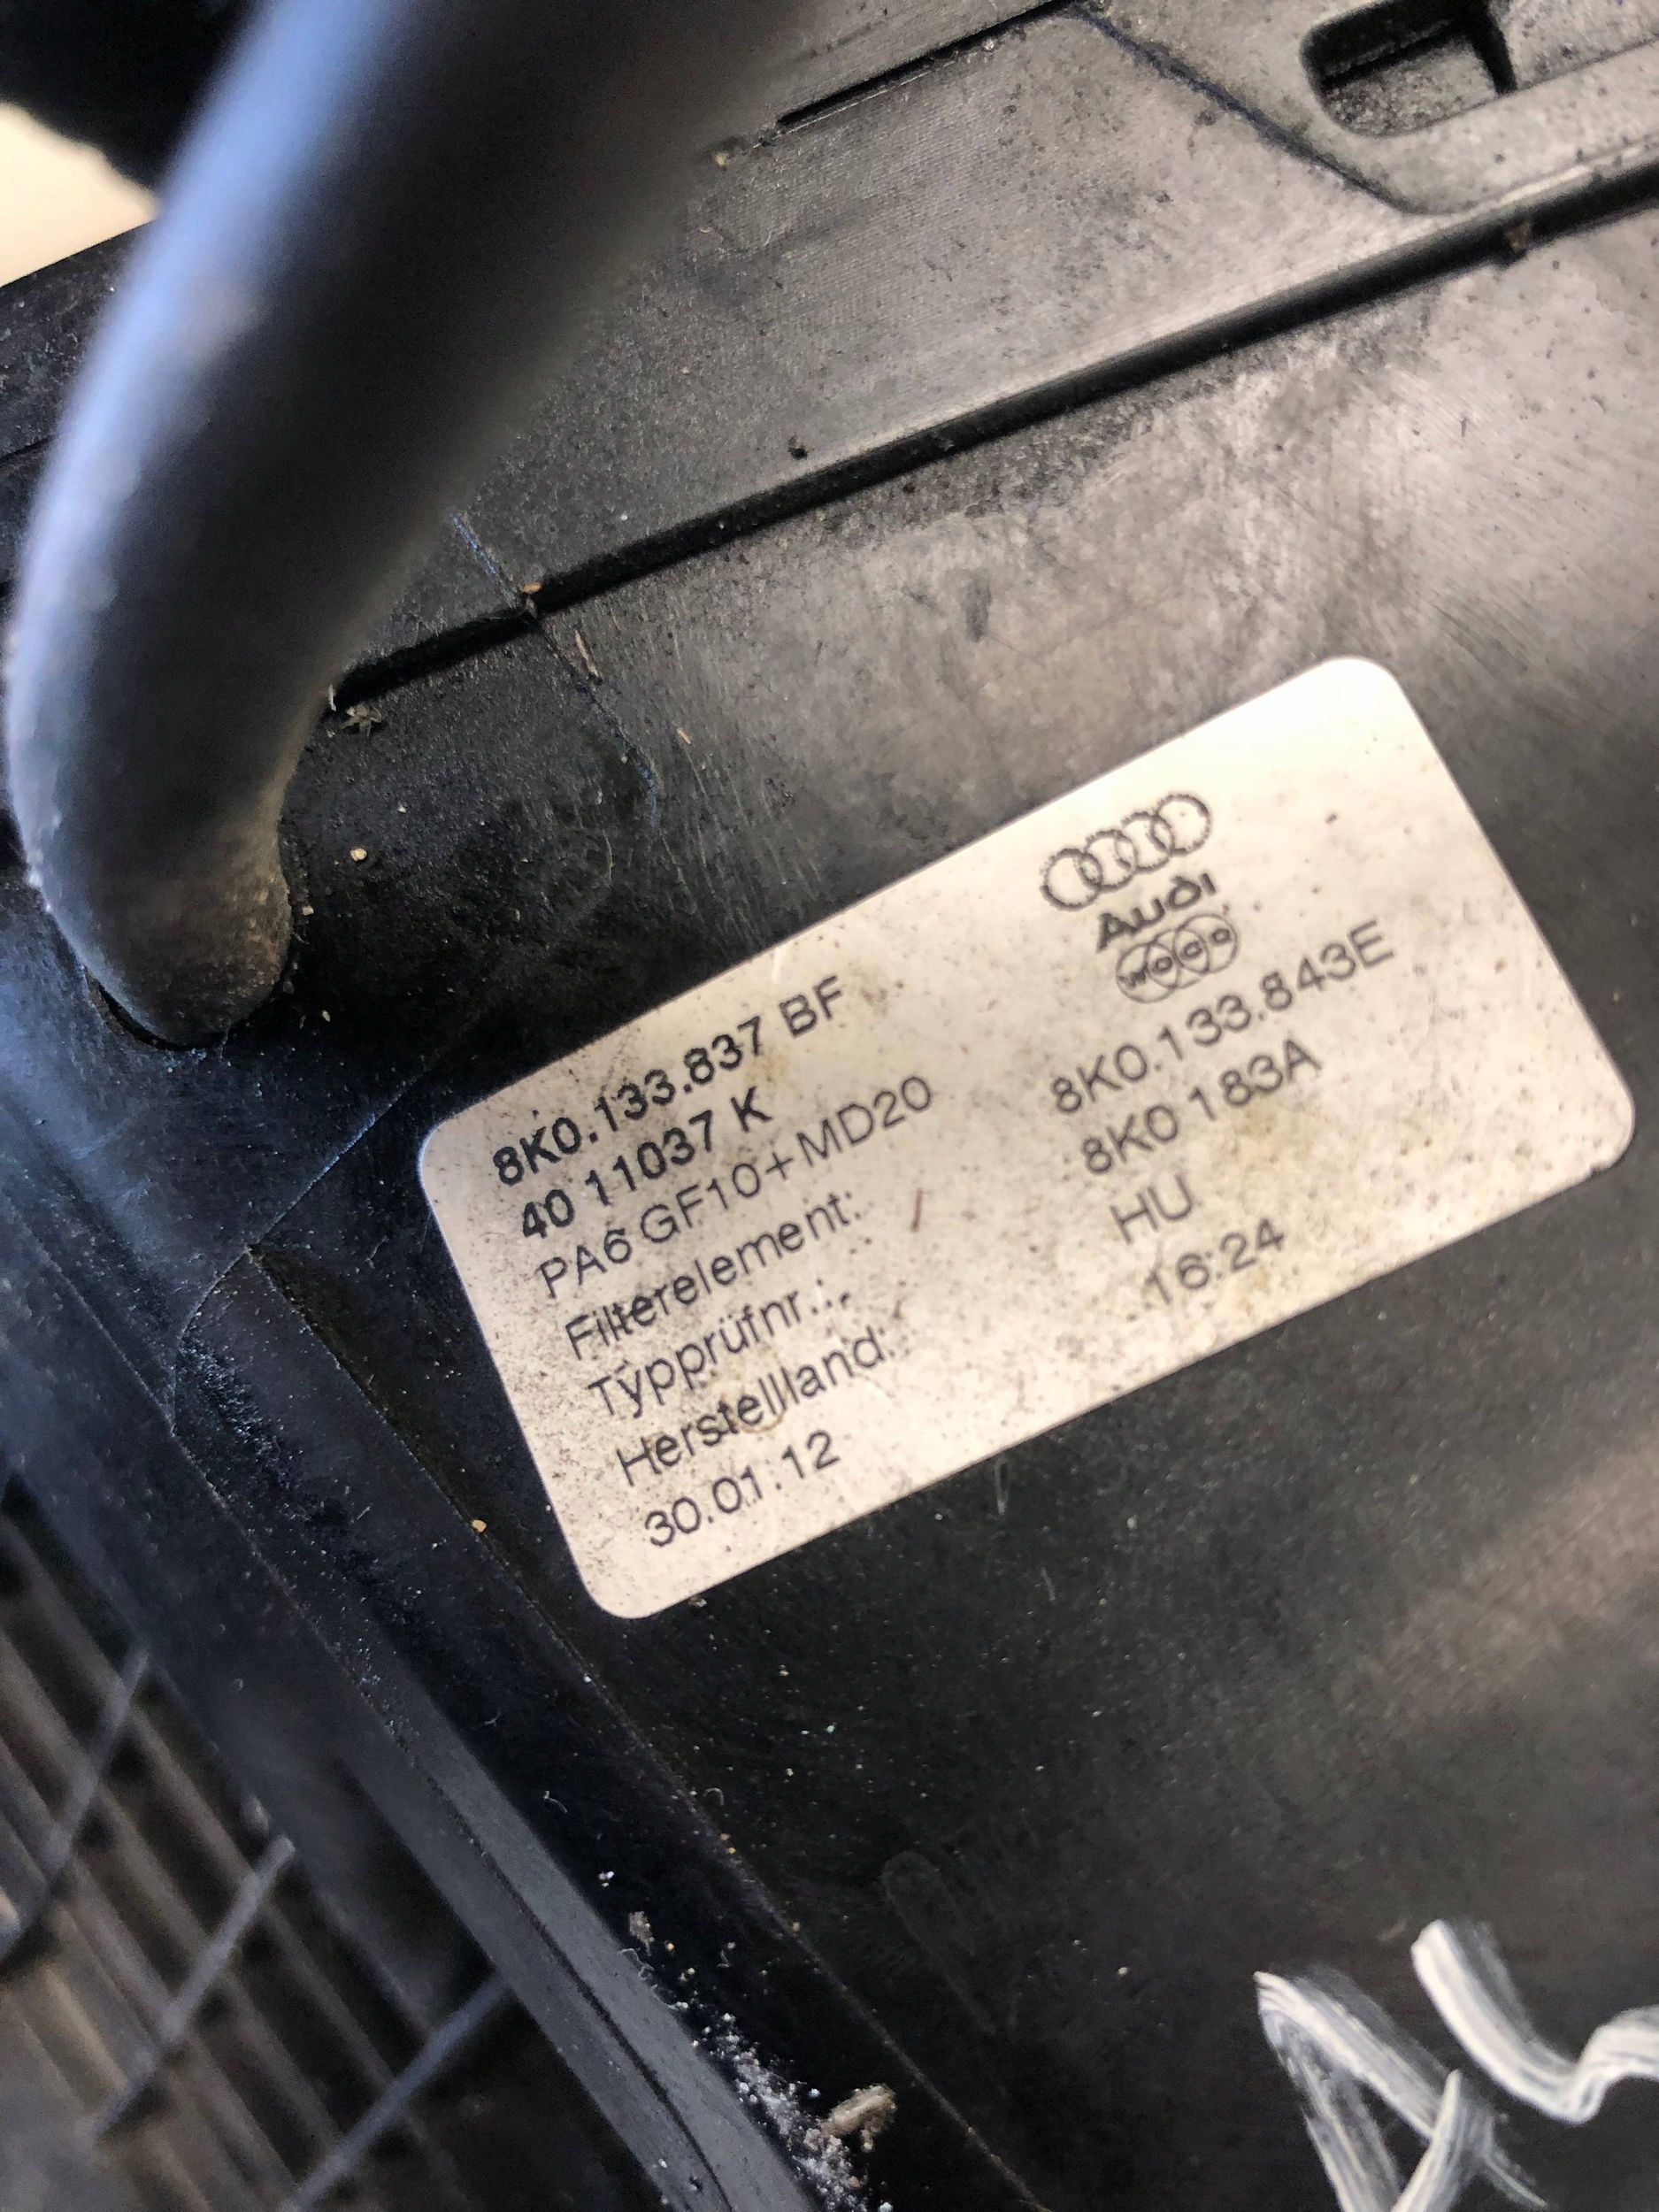 Audi
8K0.133.837 BF
40 11037 K
PA6 GF10+MD20
Filterelement: 8K0.133.843E
Typprüfnr..: 8K0 183A
Herstellland: HU
30.01.12 16:24